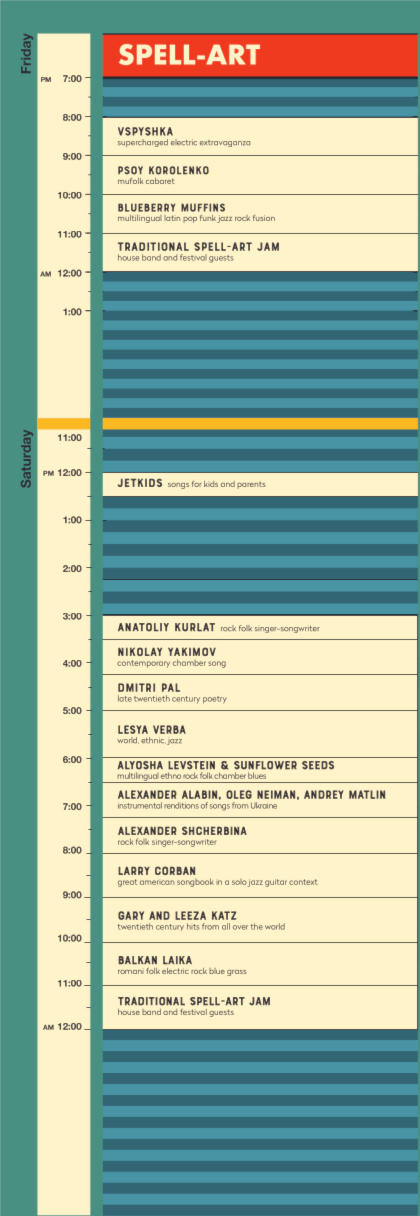 Friday
SPELL-ART
PM 7:00
8:00
VSPYSHKA
supercharged electric extravaganza
9:00
PSOY KOROLENKO
mufolk cabaret
10:00
BLUEBERRY MUFFINS
multilingual latin pop funk jazz rock fusion
11:00
TRADITIONAL SPELL-ART JAM
house band and festival guests
AM 12:00
1:00
Saturday
11:00
PM 12:00
JETKIDS songs for kids and parents
1:00
2:00
3:00
ANATOLIY KURLAT rock folk singer-songwriter
NIKOLAY YAKIMOV
contemporary chamber song
4:00
DMITRI PAL
late twentieth century poetry
5:00
LESYA VERBA
world, ethnic, jazz
6:00
ALYOSHA LEVSTEIN & SUNFLOWER SEEDS
multilingual ethno rock folk chamber blues
ALEXANDER ALABIN, OLEG NEIMAN, ANDREY MATLIN
instrumental renditions of songs from Ukraine
7:00
ALEXANDER SHCHERBINA
rock folk singer-songwriter
8:00
LARRY CORBAN
great american songbook in a solo jazz guitar context
9:00
GARY AND LEEZA KATZ
twentieth century hits from all over the world
10:00
BALKAN LAIKA
romani folk electric rock blue grass
11:00
TRADITIONAL SPELL-ART JAM
house band and festival guests
AM 12:00